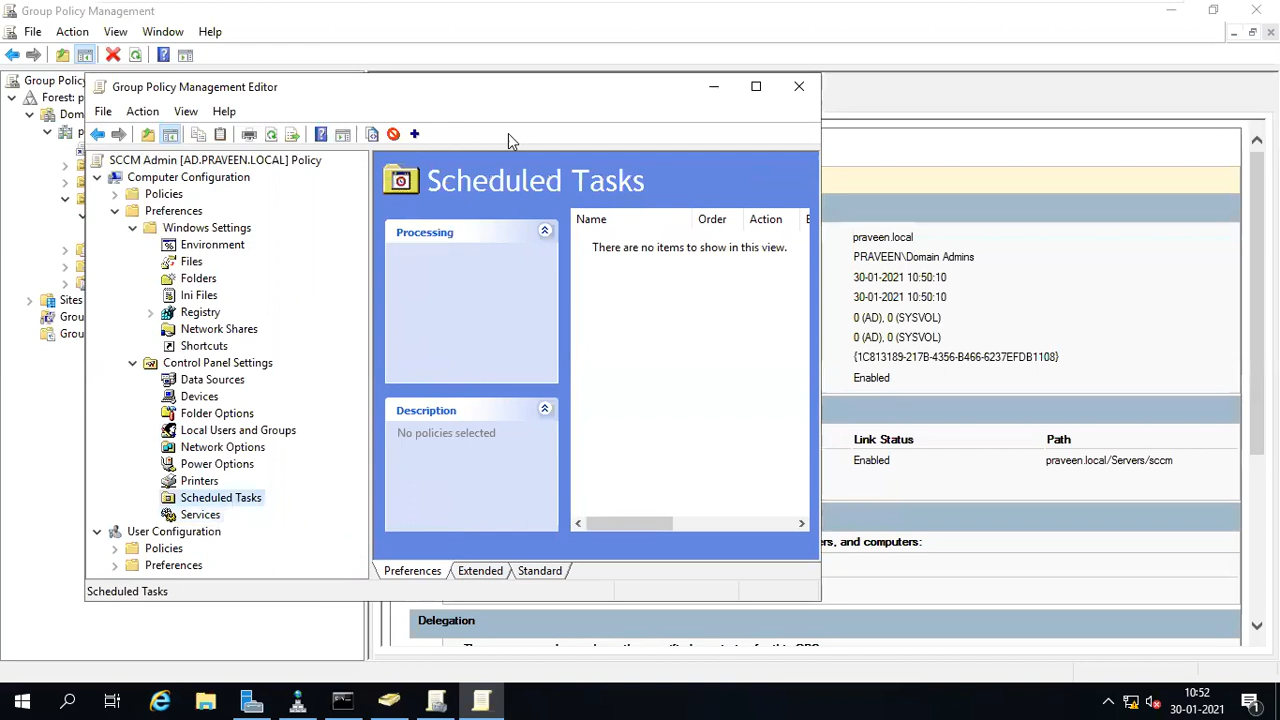 Group Policy Management
File Action View Window Help
Group Policy
Forest: p
Dom
p
Sites
Grou
Grou
Group Policy Management Editor
File Action View Help
SCCM Admin [AD.PRAVEEN.LOCAL] Policy
Computer Configuration
Policies
Preferences
Windows Settings
Environment
Files
Folders
Ini Files
Registry
Network Shares
Shortcuts
Control Panel Settings
Data Sources
Devices
Folder Options
Local Users and Groups
Network Options
Power Options
Printers
Scheduled Tasks
Services
User Configuration
Policies
Preferences
Scheduled Tasks
Processing
Description
No policies selected
Name Order Action E
There are no items to show in this view.
Preferences Extended Standard
Scheduled Tasks
praveen.local
PRAVEEN\Domain Admins
30-01-2021 10:50:10
30-01-2021 10:50:10
0 (AD), 0 (SYSVOL)
0 (AD), 0 (SYSVOL)
{1C813189-217B-4356-B466-6237EFDB1108}
Enabled
Link Status Path
Enabled praveen.local/Servers/sccm
ers, and computers:
Delegation
10:52
30-01-2021
1